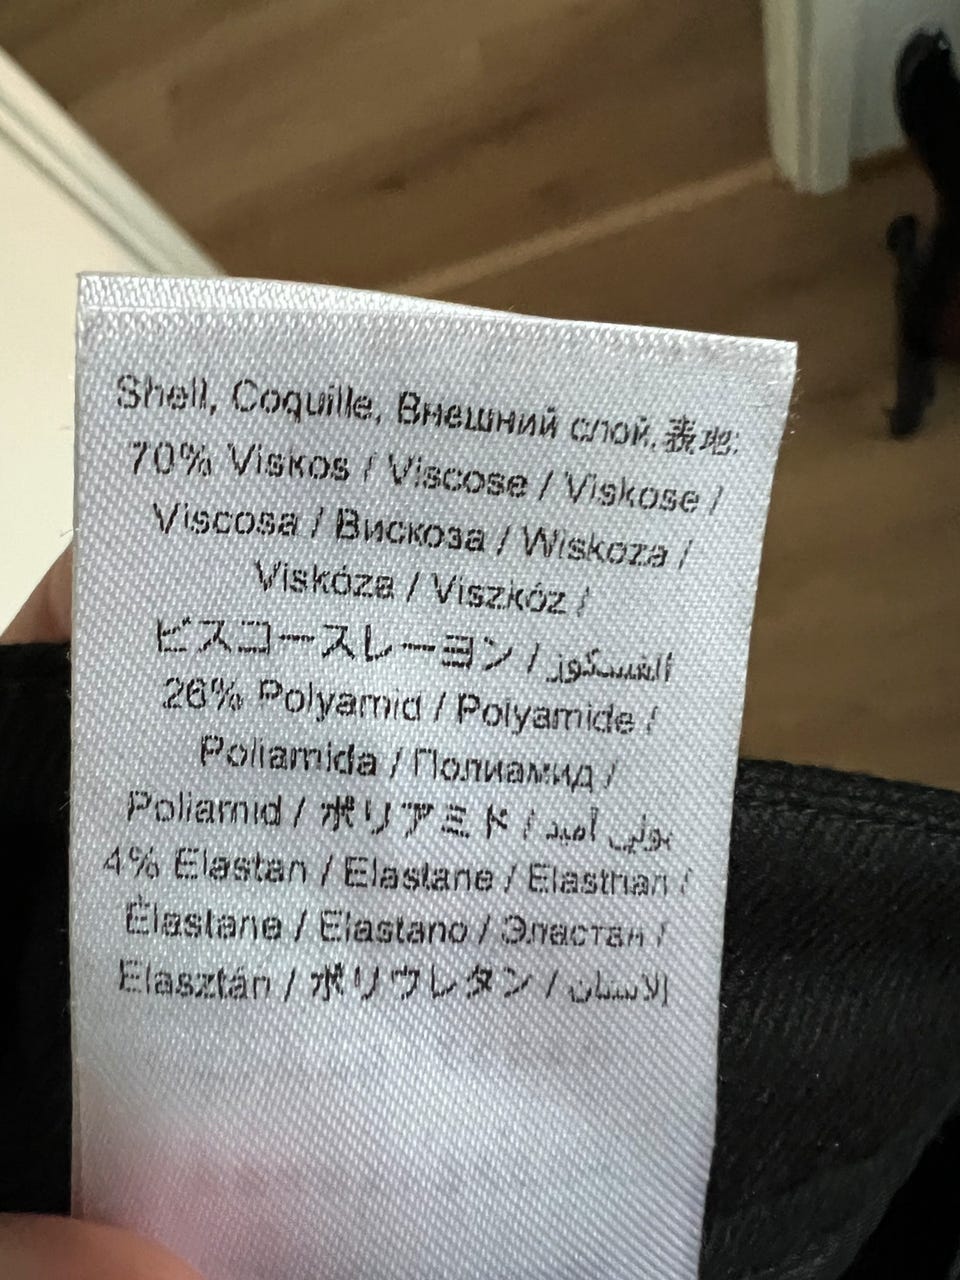 Shell, Coquille, Внешний слой, 表地:
70% Viskos / Viscose / Viskose /
Viscosa / Вискоза / Wiskoza /
Viskóza / Viszkóz /
ビスコースレーヨン / الفسكوز
26% Polyamid / Polyamide /
Poliamida / Полиамид /
Poliamid / ポリアミド / بولي أميد
4% Elastan / Elastane / Elasthan /
Élastane / Elastano / Эластан /
Elasztán / ポリウレタン / الاستان